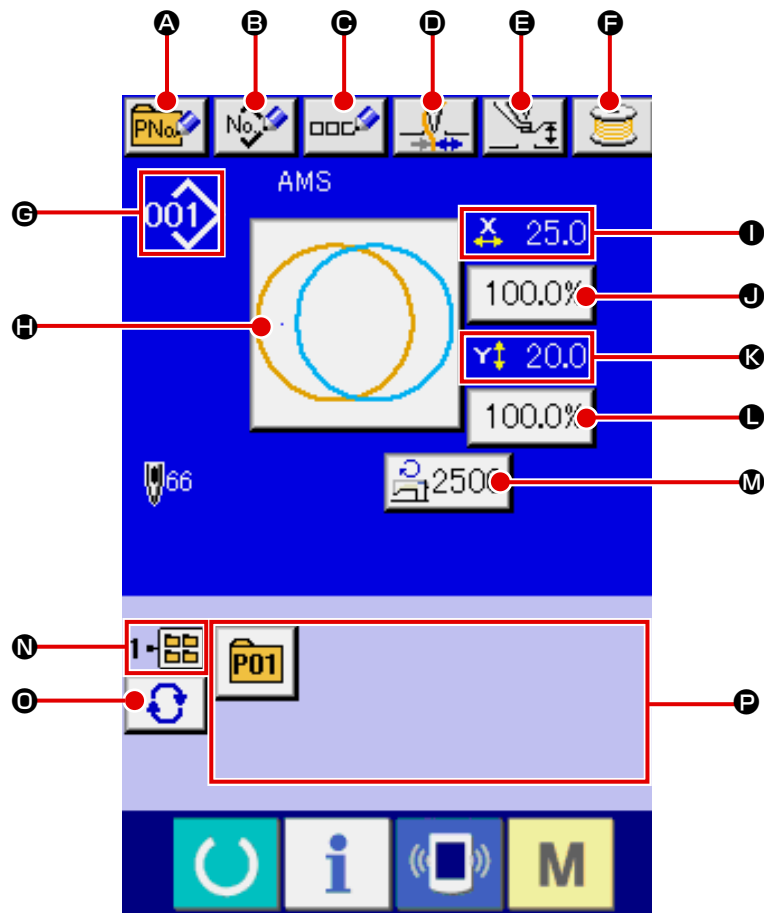 A B C D E F
PNo. No.
G 001 AMS X 25.0 I
100.0% J
H Y 20.0 K
100.0% L
66 2500 M
N 1
P01
O P
i M